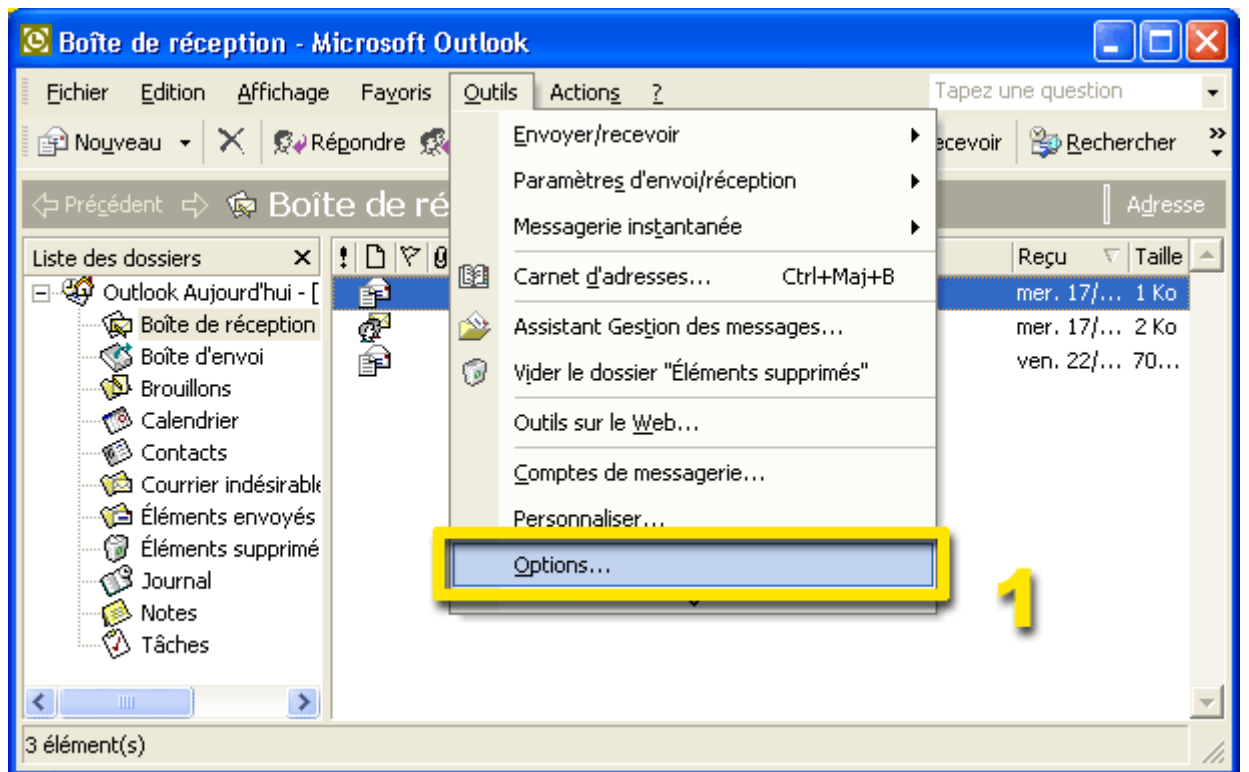 Boîte de réception - Microsoft Outlook
Fichier Edition Affichage Favoris Outils Actions ? Tapez une question
Nouveau Répondre Rechercher
Précédent Boîte de ré Adresse
Liste des dossiers
Reçu Taille
Outlook Aujourd'hui - [
Boîte de réception
Boîte d'envoi
Brouillons
Calendrier
Contacts
Courrier indésirable
Éléments envoyés
Éléments supprimé
Journal
Notes
Tâches
Envoyer/recevoir
Paramètres d'envoi/réception
Messagerie instantanée
Carnet d'adresses... Ctrl+Maj+B
Assistant Gestion des messages...
Vider le dossier "Éléments supprimés"
Outils sur le Web...
Comptes de messagerie...
Personnaliser...
Options...
1
mer. 17/... 1 Ko
mer. 17/... 2 Ko
ven. 22/... 70...
3 élément(s)